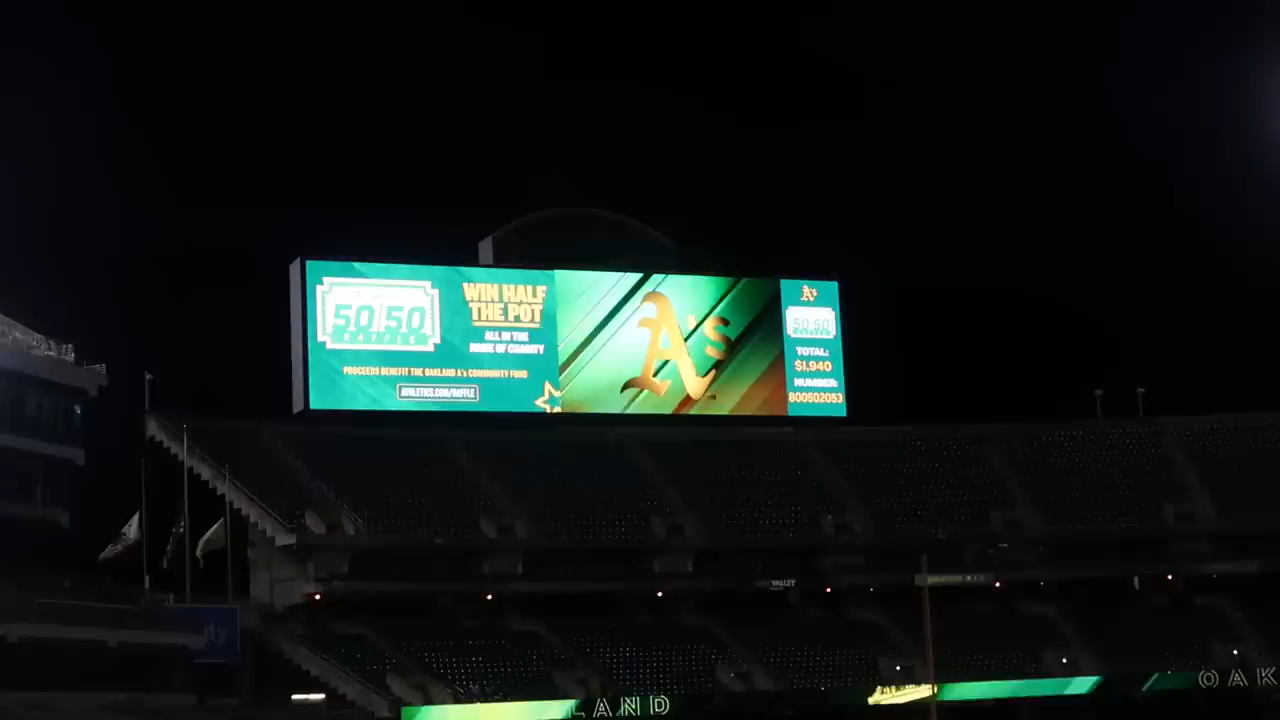 50/50
RAFFLE
WIN HALF
THE POT
ALL IN THE
NAME OF CHARITY
PROCEEDS BENEFIT THE OAKLAND A's COMMUNITY FUND
ATHLETICS.COM/RAFFLE
A's
A's
50/50
TOTAL:
$1,940
NUMBER:
800502053
VALLEY
LAND
OAK